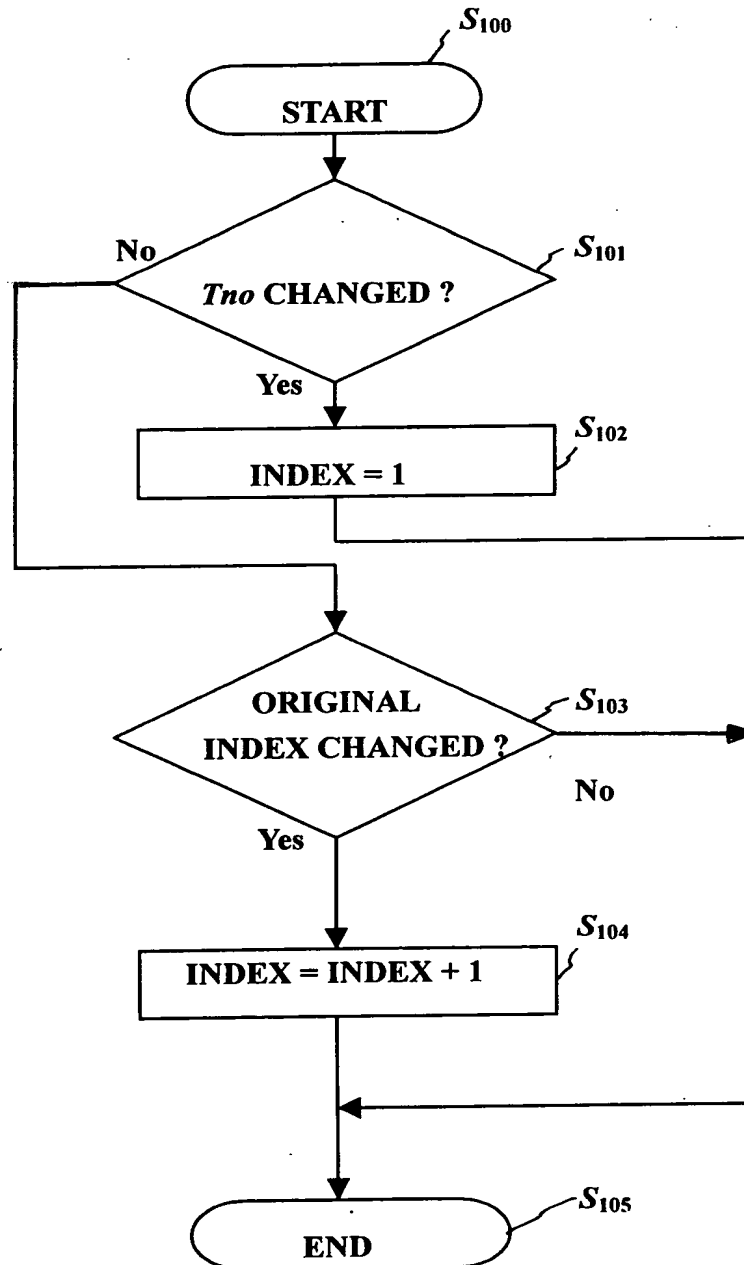 S100
START
No
S101
Tno CHANGED ?
Yes
S102
INDEX = 1
ORIGINAL
S103
INDEX CHANGED ?
No
Yes
S104
INDEX = INDEX + 1
S105
END